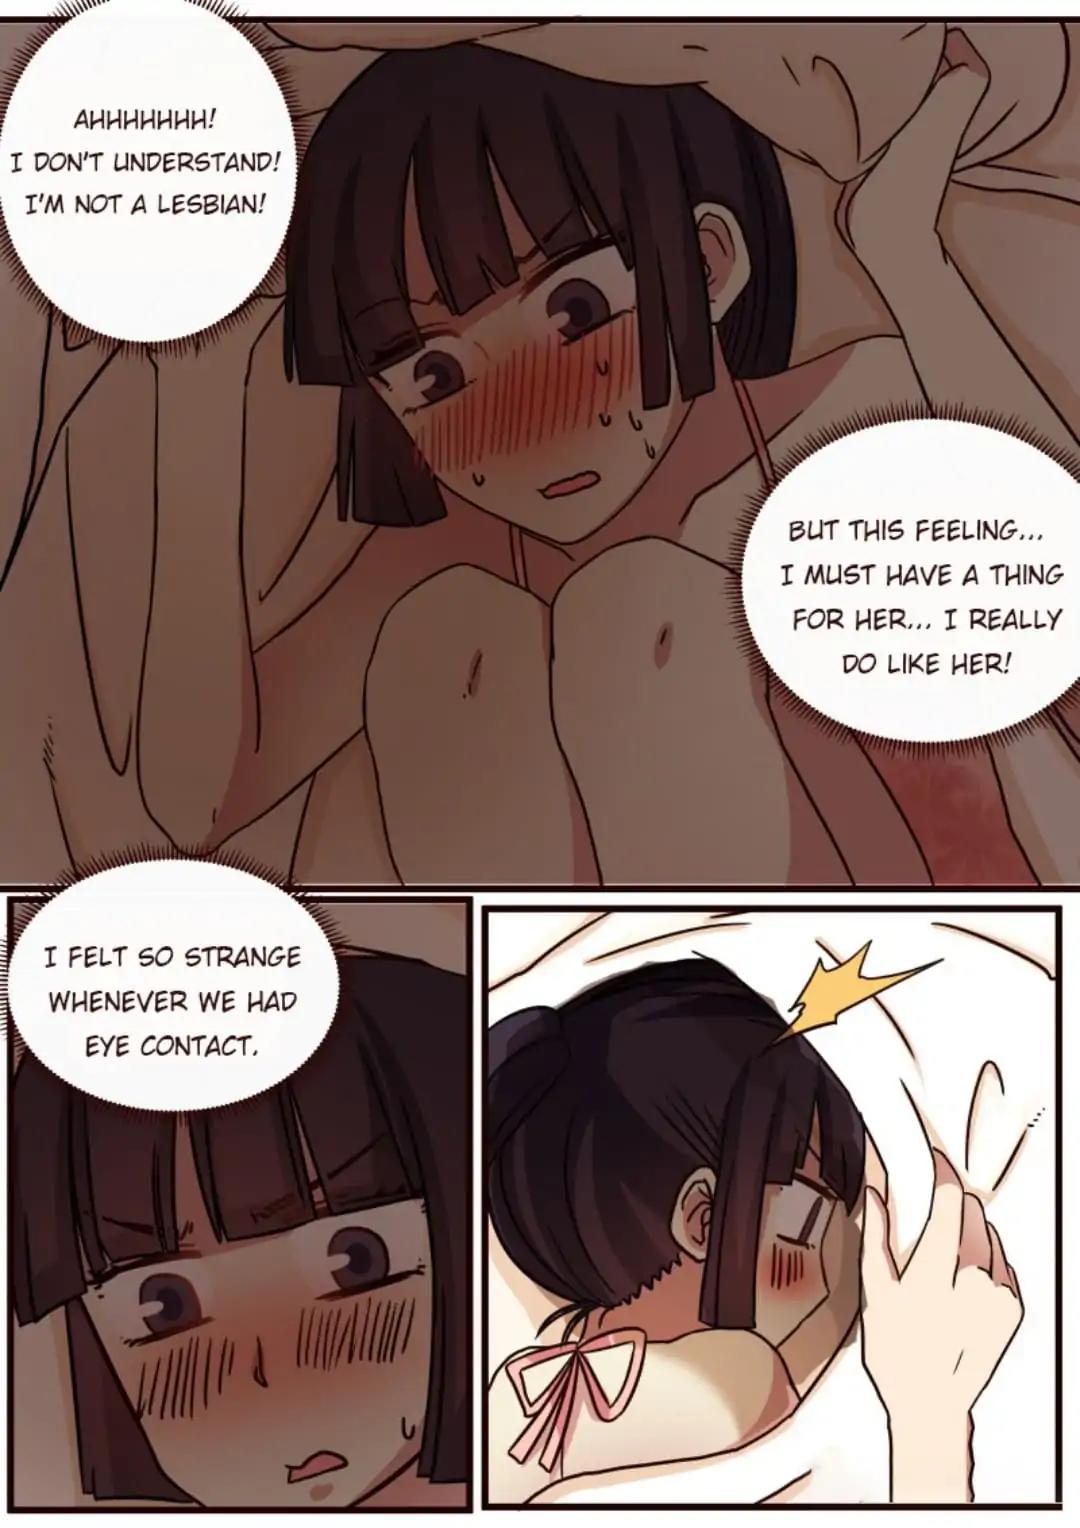 AHHHHHHH!
I DON'T UNDERSTAND!
I'M NOT A LESBIAN!
BUT THIS FEELING...
I MUST HAVE A THING
FOR HER... I REALLY
DO LIKE HER!
I FELT SO STRANGE
WHENEVER WE HAD
EYE CONTACT.